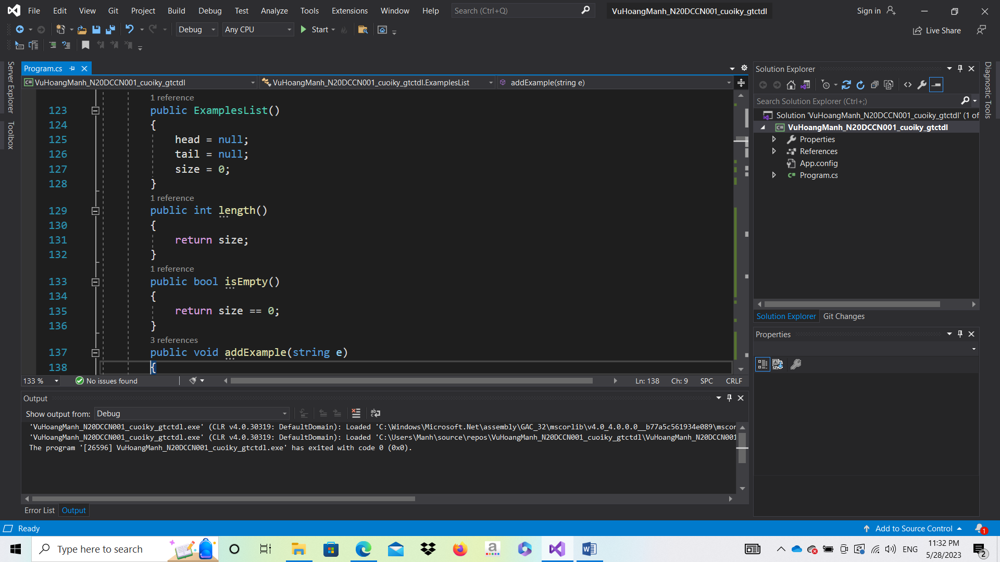 File Edit View Git Project Build Debug Test Analyze Tools Extensions Window Help Search (Ctrl+Q) VuHoangManh_N20DCCN001_cuoiky_gtctdl Sign in
Debug Any CPU Start Live Share
Server Explorer
Toolbox
Program.cs
VuHoangManh_N20DCCN001_cuoiky_gtctdl VuHoangManh_N20DCCN001_cuoiky_gtctdl.ExamplesList addExample(string e)
1 reference
123 public ExamplesList()
124 {
125 head = null;
126 tail = null;
127 size = 0;
128 }
1 reference
129 public int length()
130 {
131 return size;
132 }
1 reference
133 public bool isEmpty()
134 {
135 return size == 0;
136 }
3 references
137 public void addExample(string e)
138 {
133 % No issues found Ln: 138 Ch: 9 SPC CRLF
Output
Show output from: Debug
'VuHoangManh_N20DCCN001_cuoiky_gtctdl.exe' (CLR v4.0.30319: DefaultDomain): Loaded 'C:\Windows\Microsoft.Net\assembly\GAC_32\mscorlib\v4.0_4.0.0.0__b77a5c561934e089\mscor
'VuHoangManh_N20DCCN001_cuoiky_gtctdl.exe' (CLR v4.0.30319: DefaultDomain): Loaded 'C:\Users\Manh\source\repos\VuHoangManh_N20DCCN001_cuoiky_gtctdl\VuHoangManh_N20DCCN001
The program '[26596] VuHoangManh_N20DCCN001_cuoiky_gtctdl.exe' has exited with code 0 (0x0).
Error List Output
Solution Explorer
Search Solution Explorer (Ctrl+;)
Solution 'VuHoangManh_N20DCCN001_cuoiky_gtctdl' (1 of
C# VuHoangManh_N20DCCN001_cuoiky_gtctdl
Properties
References
App.config
C# Program.cs
Solution Explorer Git Changes
Properties
Diagnostic Tools
Ready Add to Source Control 1
Type here to search ENG 11:32 PM
5/28/2023 2